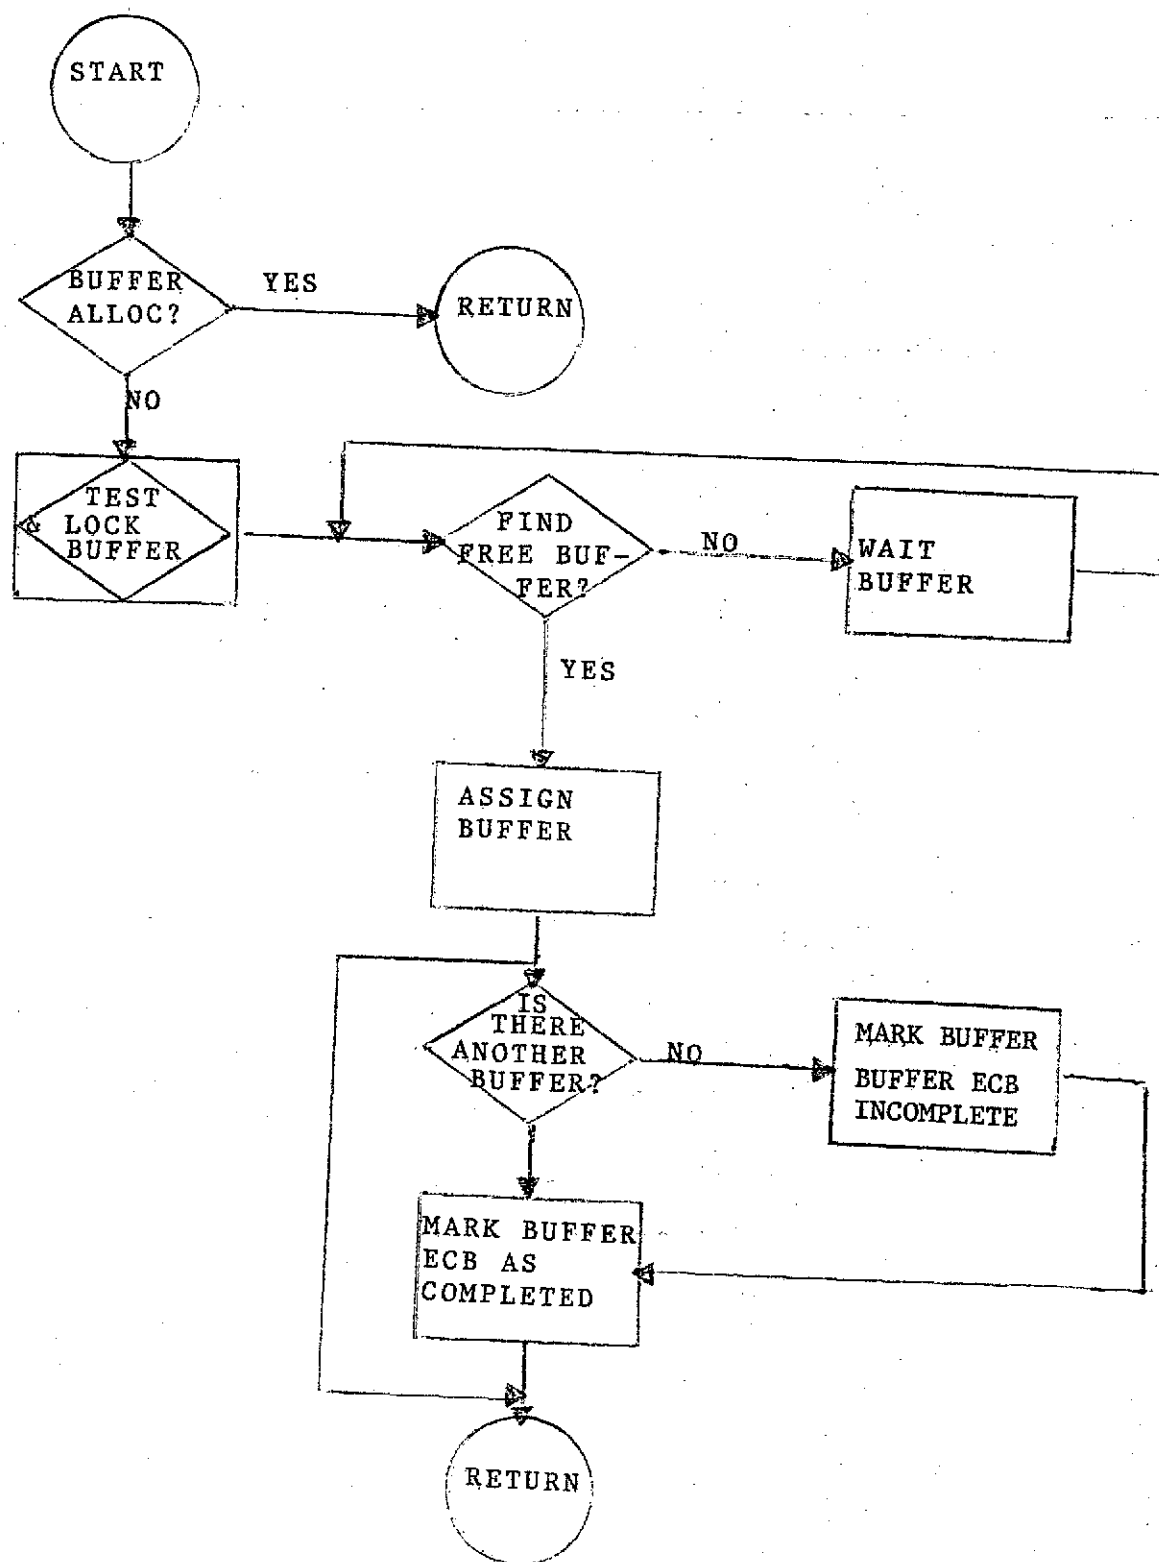 START
BUFFER
ALLOC?
YES
RETURN
NO
TEST
& LOCK
BUFFER
FIND
FREE BUF-
FER?
NO
WAIT
BUFFER
YES
ASSIGN
BUFFER
IS
THERE
ANOTHER
BUFFER?
NO
MARK BUFFER
BUFFER ECB
INCOMPLETE
MARK BUFFER
ECB AS
COMPLETED
RETURN